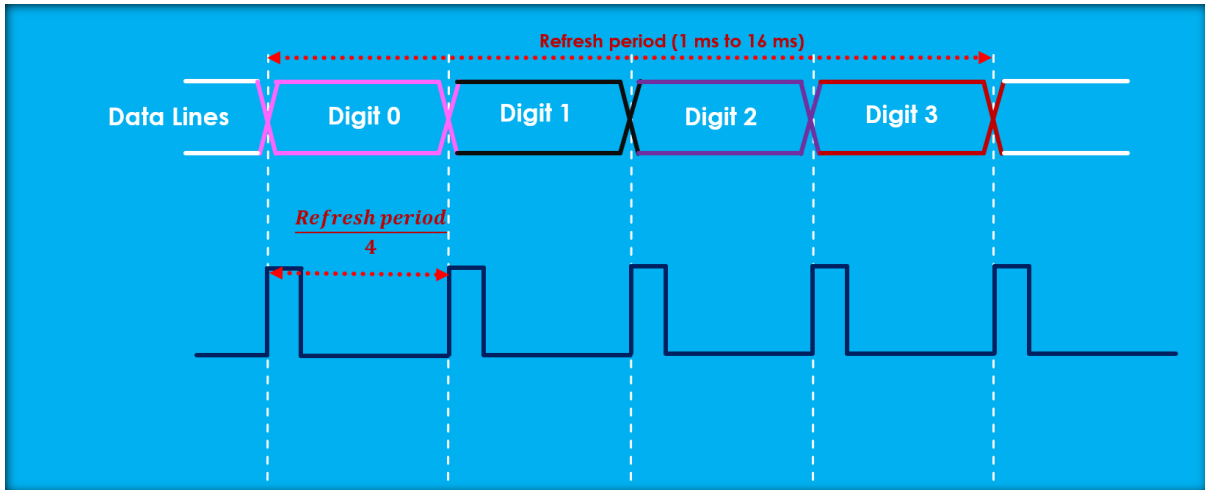 Refresh period (1 ms to 16 ms)
Data Lines Digit 0 Digit 1 Digit 2 Digit 3
Refresh period
4